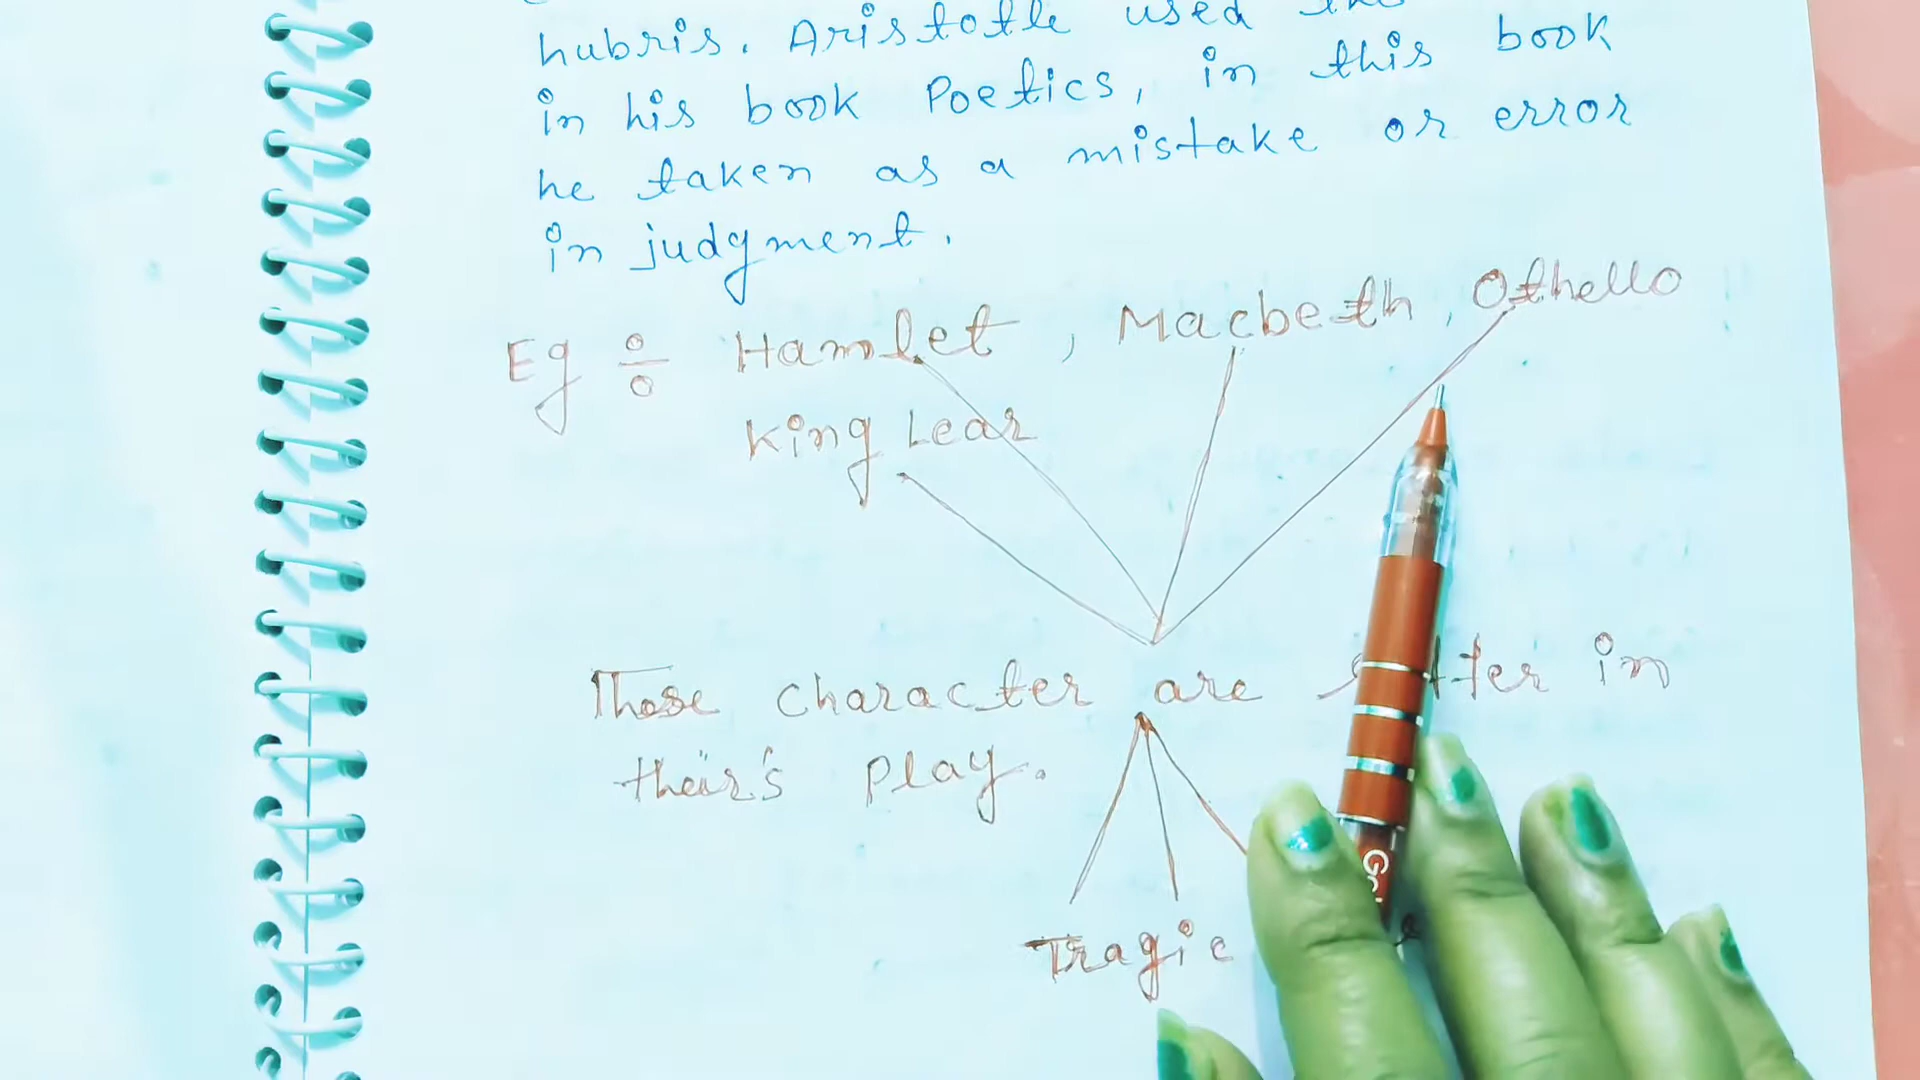 hubris. Aristotle used
in his book Poetics, in this book
he taken as a mistake or error
in judgment.
Eg ÷ Hamlet, Macbeth, Othello
King Lear
These character are in
their's Play.
Tragic